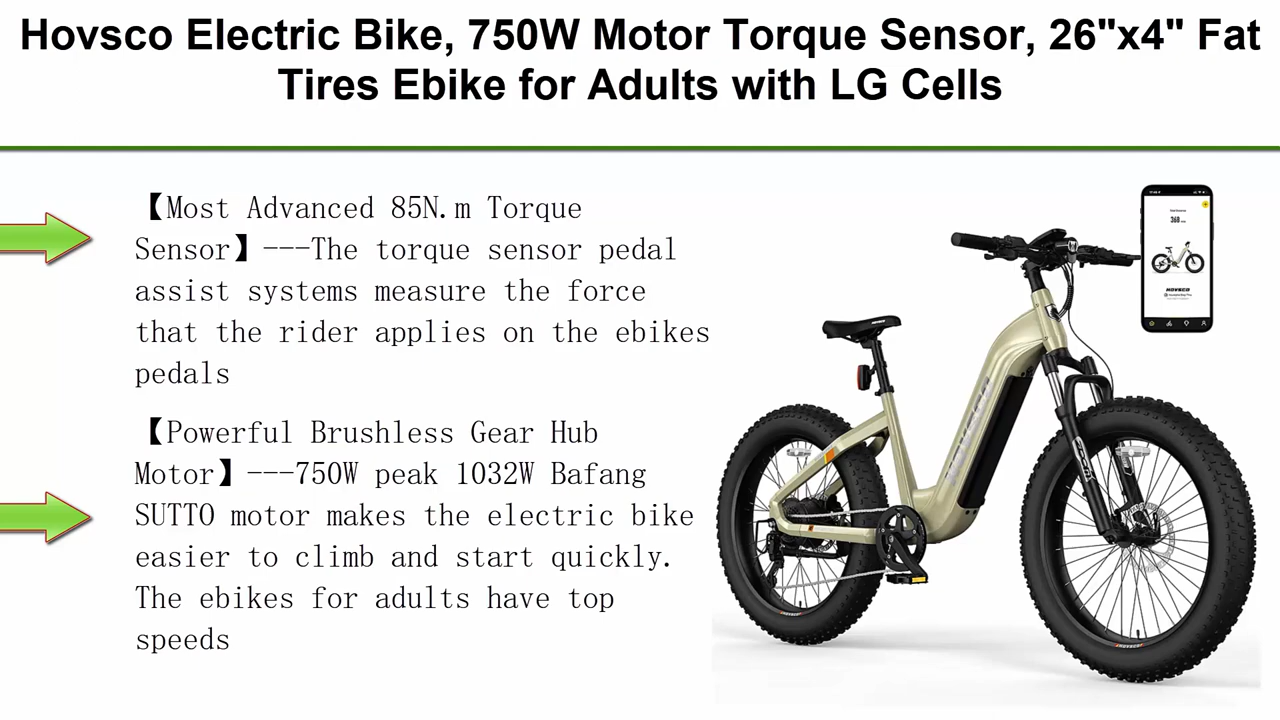 Hovsco Electric Bike, 750W Motor Torque Sensor, 26"x4" Fat
Tires Ebike for Adults with LG Cells
【Most Advanced 85N.m Torque
Sensor】---The torque sensor pedal
assist systems measure the force
that the rider applies on the ebikes
pedals
【Powerful Brushless Gear Hub
Motor】---750W peak 1032W Bafang
SUTTO motor makes the electric bike
easier to climb and start quickly.
The ebikes for adults have top
speeds
368
HOVSCO